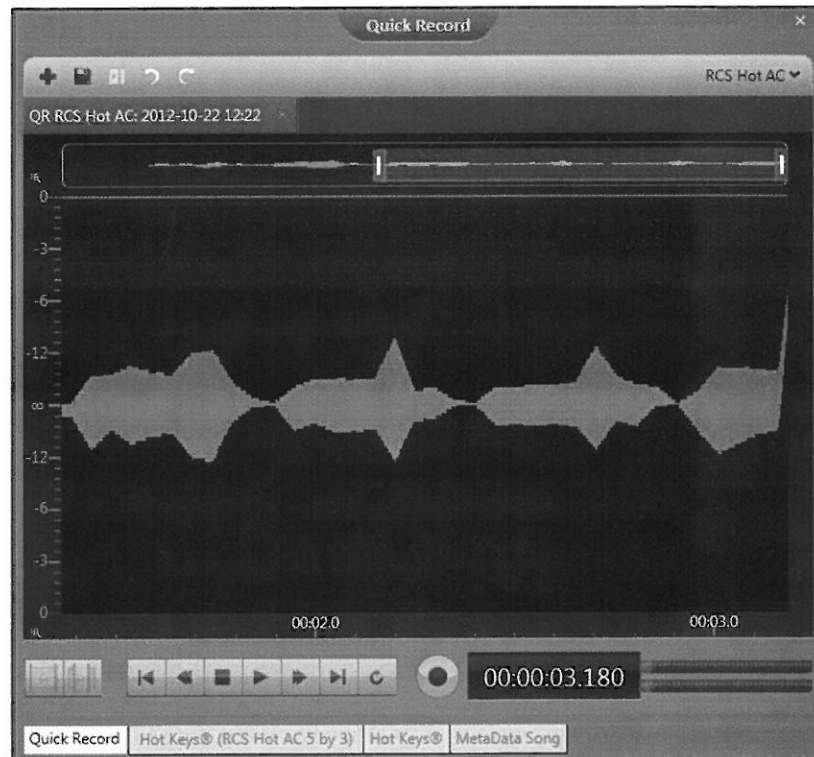 Quick Record
RCS Hot AC
QR RCS Hot AC: 2012-10-22 12:22
0
-3
-6
-12
∞
-12
-6
-3
0
00:02.0 00:03.0
00:00:03.180
Quick Record Hot Keys® (RCS Hot AC 5 by 3) Hot Keys® MetaData Song